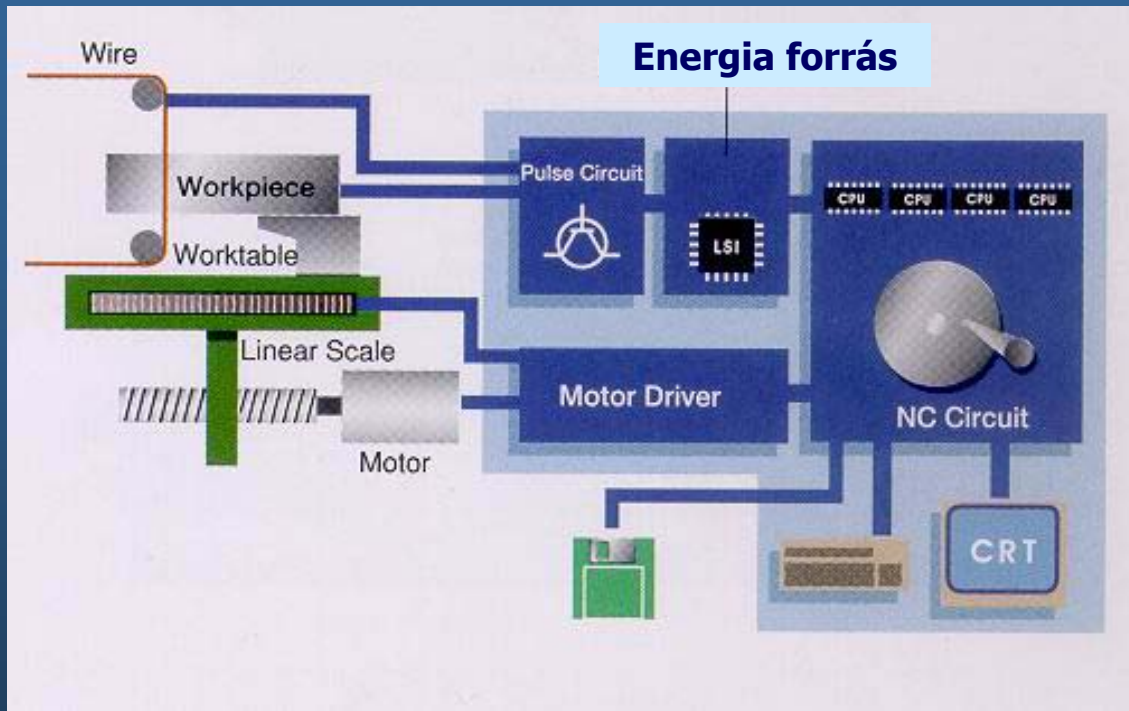 Energia forrás
Wire
Pulse Circuit
CPU CPU CPU CPU
Workpiece
LSI
Worktable
Linear Scale
Motor Driver
NC Circuit
Motor
CRT